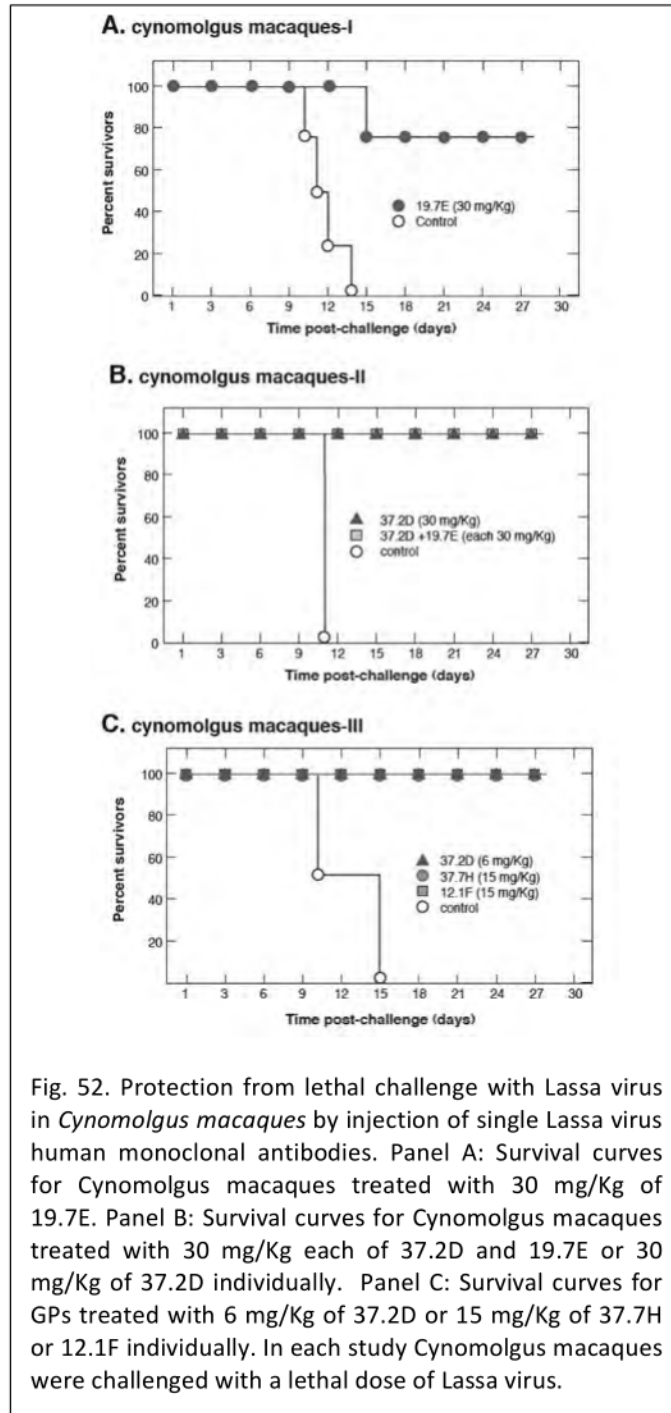 A. cynomolgus macaques-I
Percent survivors
100
80
60
40
20
0
19.7E (30 mg/Kg)
Control
1 3 6 9 12 15 18 21 24 27 30
Time post-challenge (days)
B. cynomolgus macaques-II
Percent survivors
100
80
60
40
20
0
37.2D (30 mg/Kg)
37.2D +19.7E (each 30 mg/Kg)
control
1 3 6 9 12 15 18 21 24 27 30
Time post-challenge (days)
C. cynomolgus macaques-III
Percent survivors
100
80
60
40
20
37.2D (6 mg/Kg)
37.7H (15 mg/Kg)
12.1F (15 mg/Kg)
control
1 3 6 9 12 15 18 21 24 27 30
Time post-challenge (days)
Fig. 52. Protection from lethal challenge with Lassa virus
in Cynomolgus macaques by injection of single Lassa virus
human monoclonal antibodies. Panel A: Survival curves
for Cynomolgus macaques treated with 30 mg/Kg of
19.7E. Panel B: Survival curves for Cynomolgus macaques
treated with 30 mg/Kg each of 37.2D and 19.7E or 30
mg/Kg of 37.2D individually. Panel C: Survival curves for
GPs treated with 6 mg/Kg of 37.2D or 15 mg/Kg of 37.7H
or 12.1F individually. In each study Cynomolgus macaques
were challenged with a lethal dose of Lassa virus.